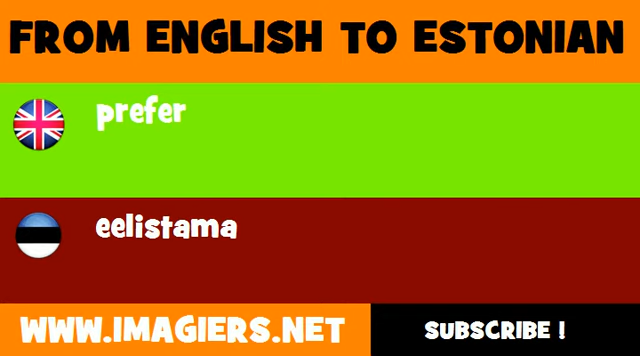 FROM ENGLISH TO ESTONIAN
prefer
eelistama
WWW.IMAGIERS.NET
SUBSCRIBE !